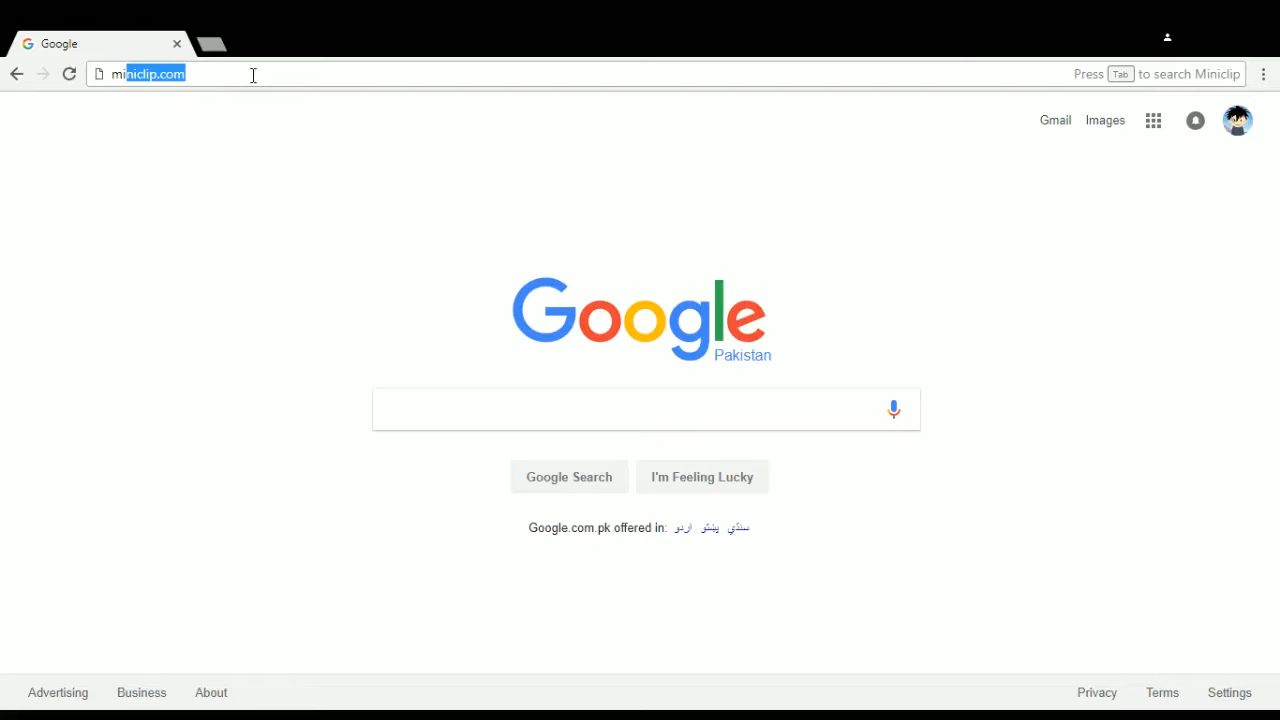 Google
miniclip.com
Press Tab to search Miniclip
Gmail Images
Google
Pakistan
Google Search I'm Feeling Lucky
Google.com.pk offered in: اردو پښتو سنڌي
Advertising Business About Privacy Terms Settings